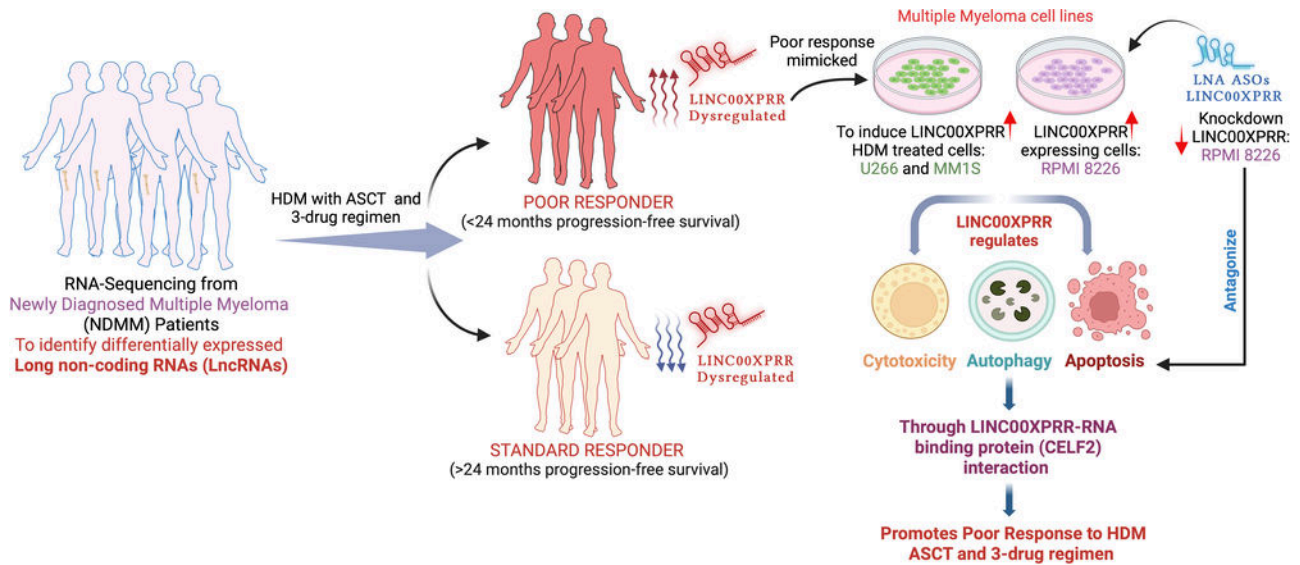 RNA-Sequencing from
Newly Diagnosed Multiple Myeloma
(NDMM) Patients
To identify differentially expressed
Long non-coding RNAs (LncRNAs)
HDM with ASCT and
3-drug regimen
LINC00XPRR
Dysregulated
POOR RESPONDER
(<24 months progression-free survival)
LINC00XPRR
Dysregulated
STANDARD RESPONDER
(>24 months progression-free survival)
Poor response
mimicked
Multiple Myeloma cell lines
To induce LINC00XPRR
HDM treated cells:
U266 and MM1S
LINC00XPRR
expressing cells:
RPMI 8226
LNA ASOs
LINC00XPRR
Knockdown
LINC00XPRR:
RPMI 8226
LINC00XPRR
regulates
Antagonize
Cytotoxicity
Autophagy
Apoptosis
Through LINC00XPRR-RNA
binding protein (CELF2)
interaction
Promotes Poor Response to HDM
ASCT and 3-drug regimen